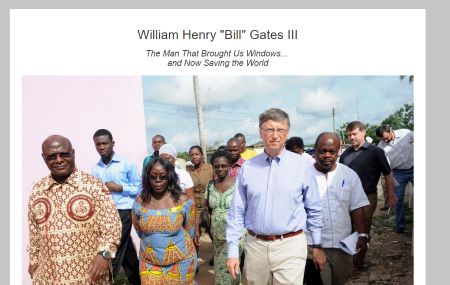 William Henry "Bill" Gates III
The Man That Brought Us Windows...
and Now Saving the World